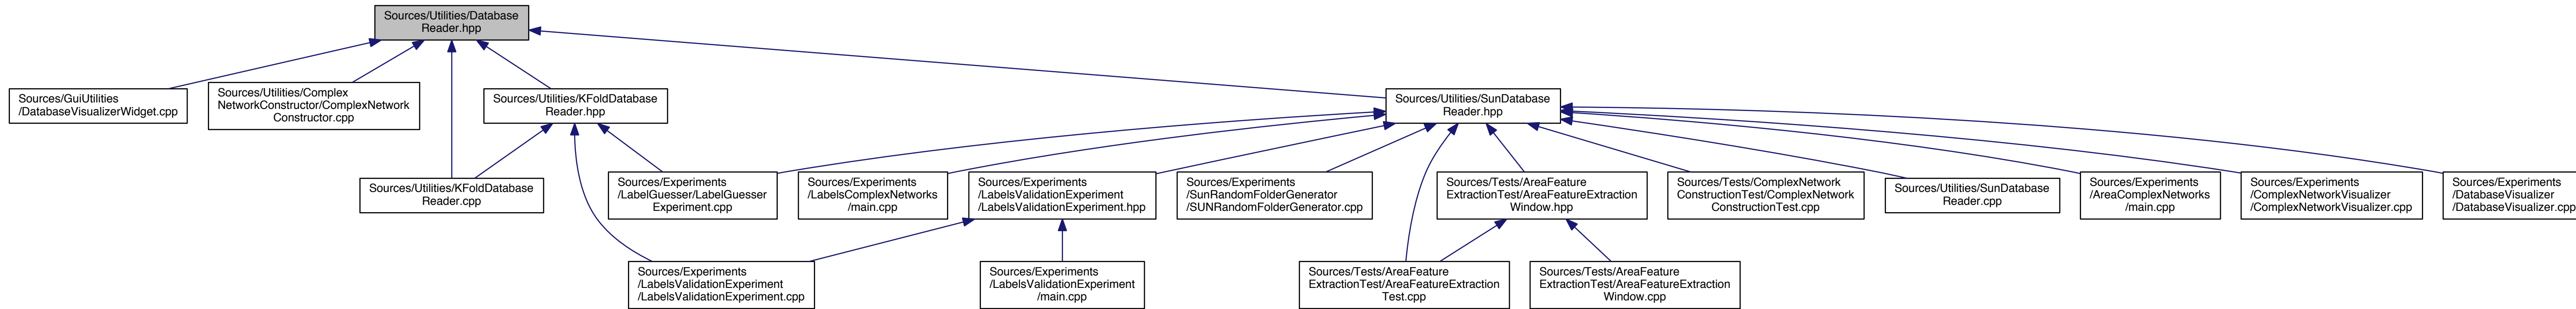 Sources/Utilities/Database
Reader.hpp
Sources/GuiUtilities
/DatabaseVisualizerWidget.cpp
Sources/Utilities/Complex
NetworkConstructor/ComplexNetwork
Constructor.cpp
Sources/Utilities/KFoldDatabase
Reader.hpp
Sources/Utilities/SunDatabase
Reader.hpp
Sources/Utilities/KFoldDatabase
Reader.cpp
Sources/Experiments
/LabelGuesser/LabelGuesser
Experiment.cpp
Sources/Experiments
/LabelsComplexNetworks
/main.cpp
Sources/Experiments
/LabelsValidationExperiment
/LabelsValidationExperiment.hpp
Sources/Experiments
/SunRandomFolderGenerator
/SUNRandomFolderGenerator.cpp
Sources/Tests/AreaFeature
ExtractionTest/AreaFeatureExtraction
Window.hpp
Sources/Tests/ComplexNetwork
ConstructionTest/ComplexNetwork
ConstructionTest.cpp
Sources/Utilities/SunDatabase
Reader.cpp
Sources/Experiments
/AreaComplexNetworks
/main.cpp
Sources/Experiments
/ComplexNetworkVisualizer
/ComplexNetworkVisualizer.cpp
Sources/Experiments
/DatabaseVisualizer
/DatabaseVisualizer.cpp
Sources/Experiments
/LabelsValidationExperiment
/LabelsValidationExperiment.cpp
Sources/Experiments
/LabelsValidationExperiment
/main.cpp
Sources/Tests/AreaFeature
ExtractionTest/AreaFeatureExtraction
Test.cpp
Sources/Tests/AreaFeature
ExtractionTest/AreaFeatureExtraction
Window.cpp